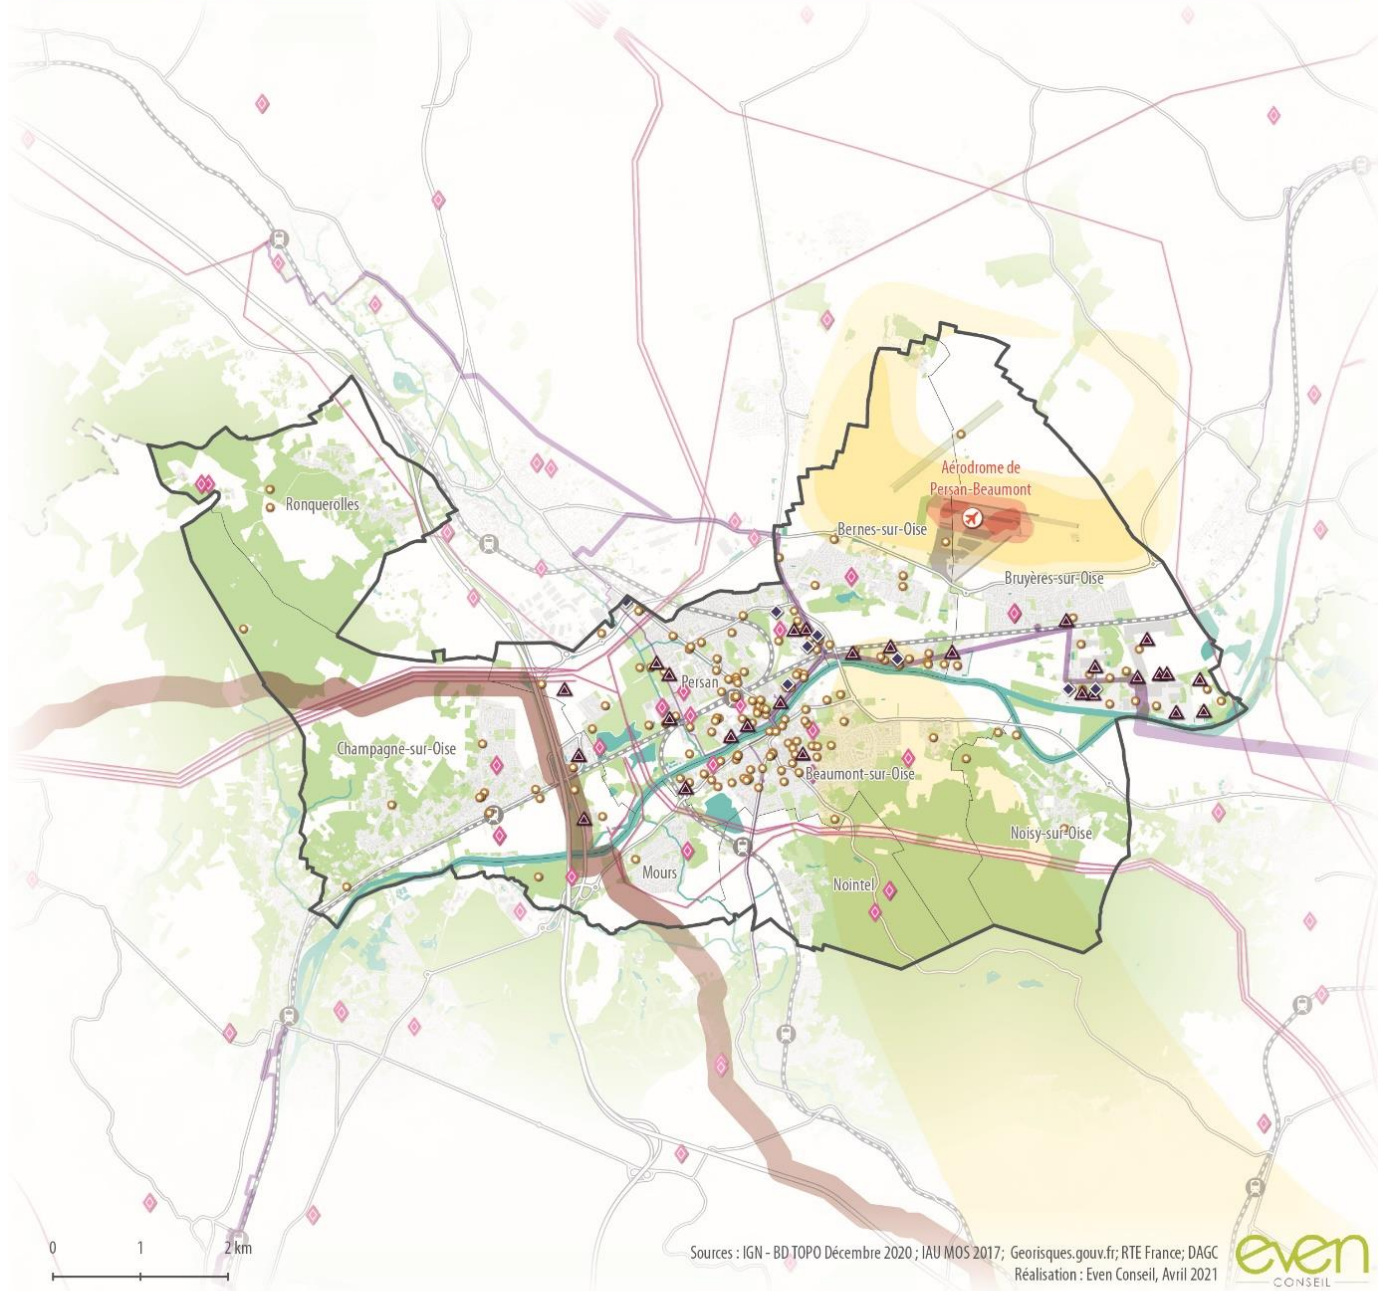 Aérodrome de
Persan-Beaumont
Ronquerolles
Bernes-sur-Oise
Bruyères-sur-Oise
Persan
Champagne-sur-Oise
Beaumont-sur-Oise
Noisy-sur-Oise
Mours
Nointel
0 1 2 km
Sources : IGN - BD TOPO Décembre 2020 ; IAU MOS 2017; Georisques.gouv.fr; RTE France; DAGC
Réalisation : Even Conseil, Avril 2021
even
CONSEIL